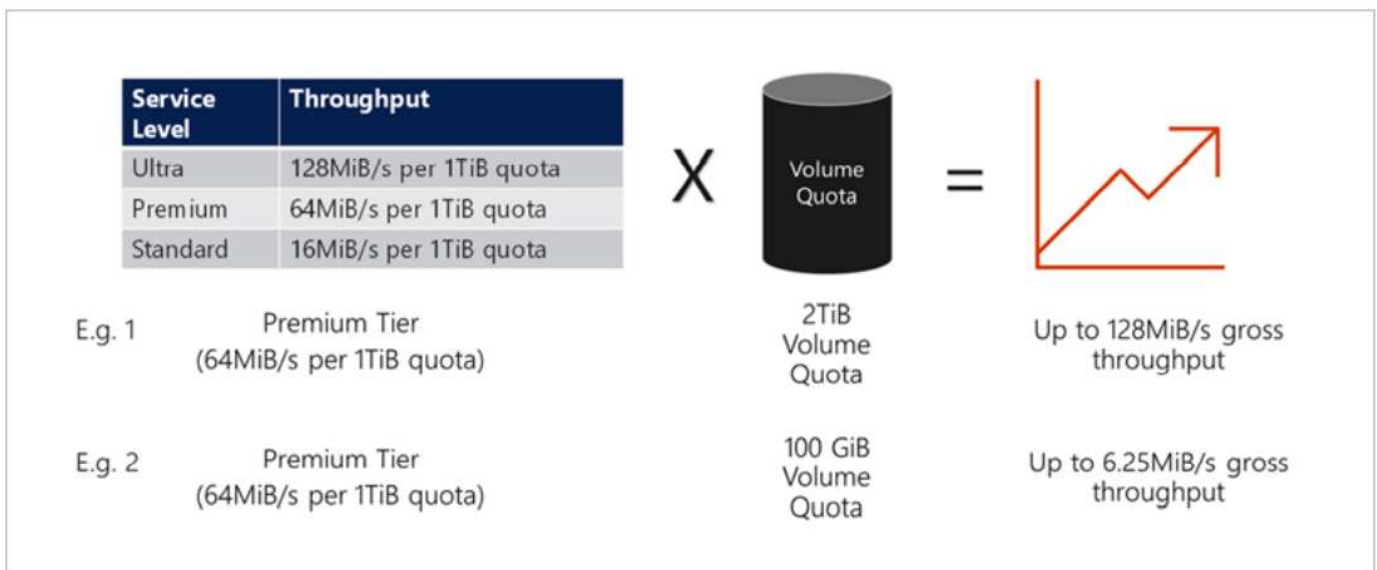 Service Level Throughput
Ultra 128MiB/s per 1TiB quota
Premium 64MiB/s per 1TiB quota
Standard 16MiB/s per 1TiB quota
X
Volume
Quota
=
E.g. 1
Premium Tier
(64MiB/s per 1TiB quota)
2TiB
Volume
Quota
Up to 128MiB/s gross
throughput
E.g. 2
Premium Tier
(64MiB/s per 1TiB quota)
100 GiB
Volume
Quota
Up to 6.25MiB/s gross
throughput